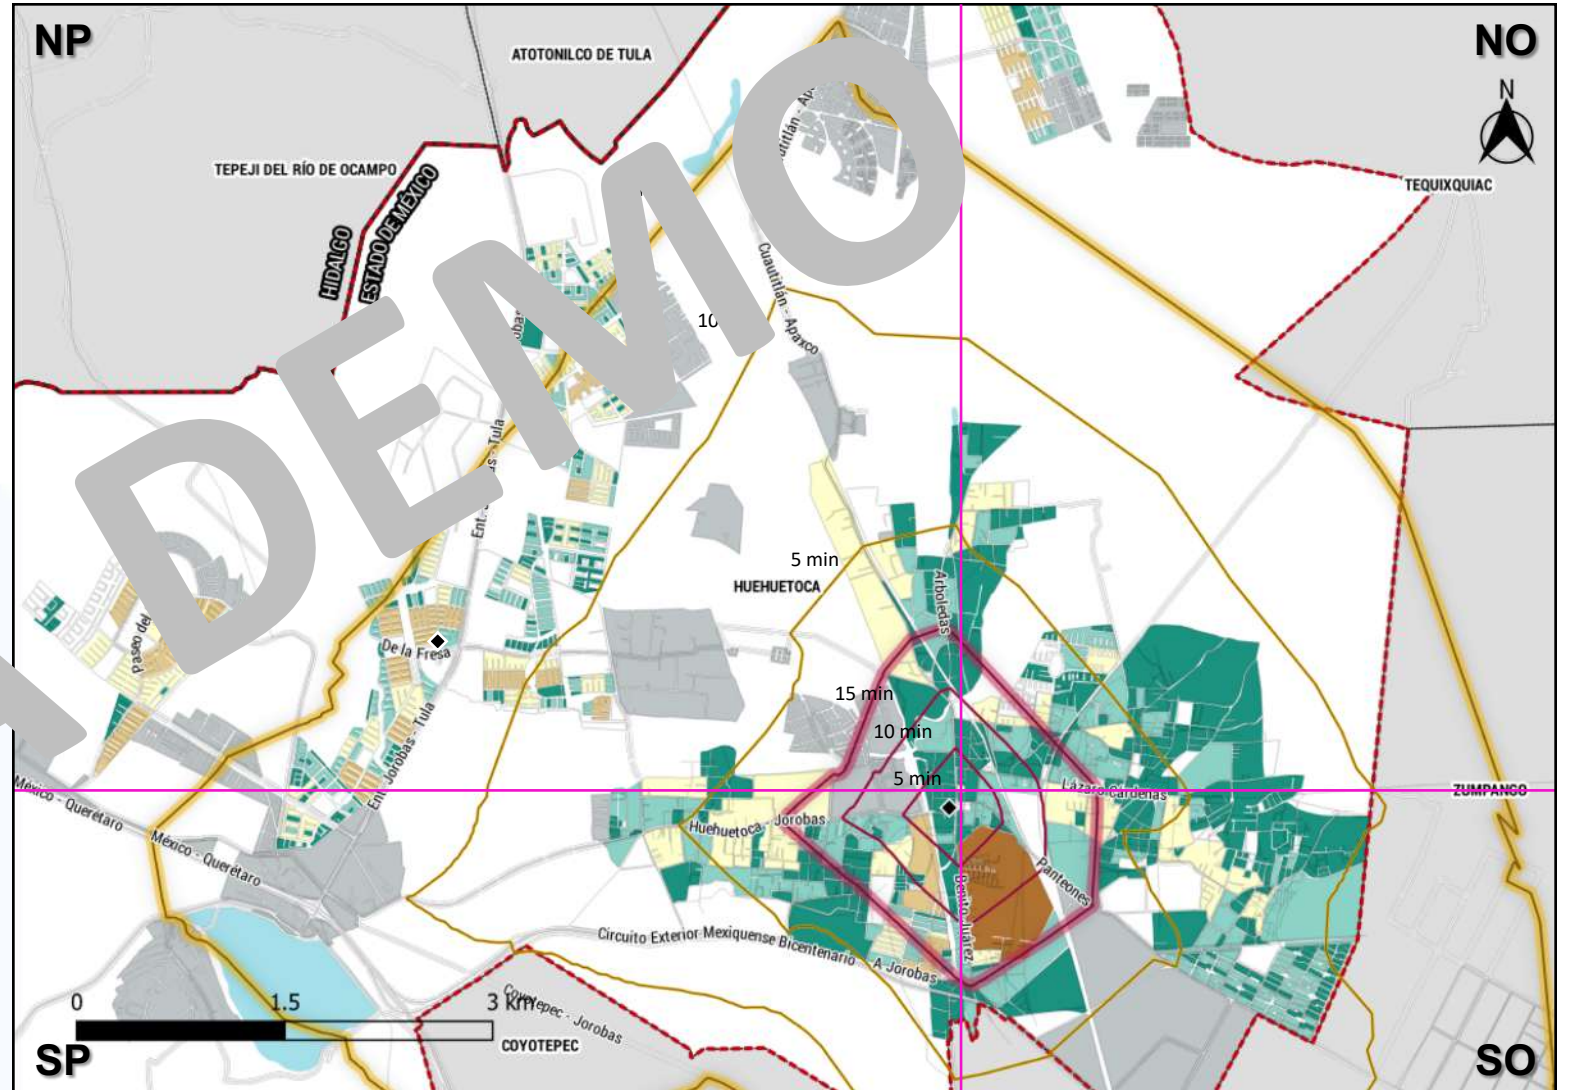 NP
NO
ATOTONILCO DE TULA
N
TEPEJI DEL RÍO DE OCAMPO
TEQUIXQUIAC
HIDALGO
ESTADO DE MÉXICO
DEMO
Cuautitlán - Apaxco
10
5 min
HUEHUETOCA
Arboledas
Paseo del
De la Fresa
15 min
10 min
5 min
Ent. Jorobas - Tula
Lázaro Cárdenas
ZUMPANGO
México - Querétaro
México - Querétaro
Huehuetoca - Jorobas
Panteones
Benito Juárez
Circuito Exterior Mexiquense Bicentenario
A Jorobas
0
1.5
3 Km
Coyotepec - Jorobas
COYOTEPEC
SP
SO